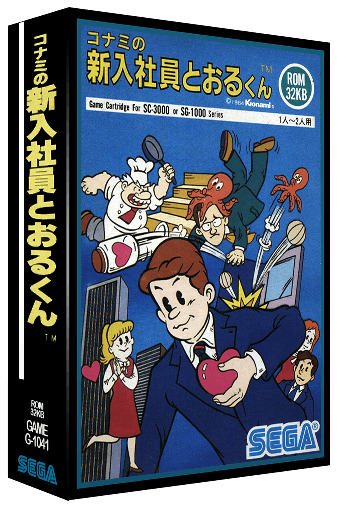 コナミの
新入社員とおるくん
TM
ROM
32KB
GAME
G-1041
SEGA
コナミの
新入社員とおるくん
TM
Konami
ROM
32KB
Game Cartridge For SC-3000 or SG-1000 Series
1人〜2人用
SEGA®